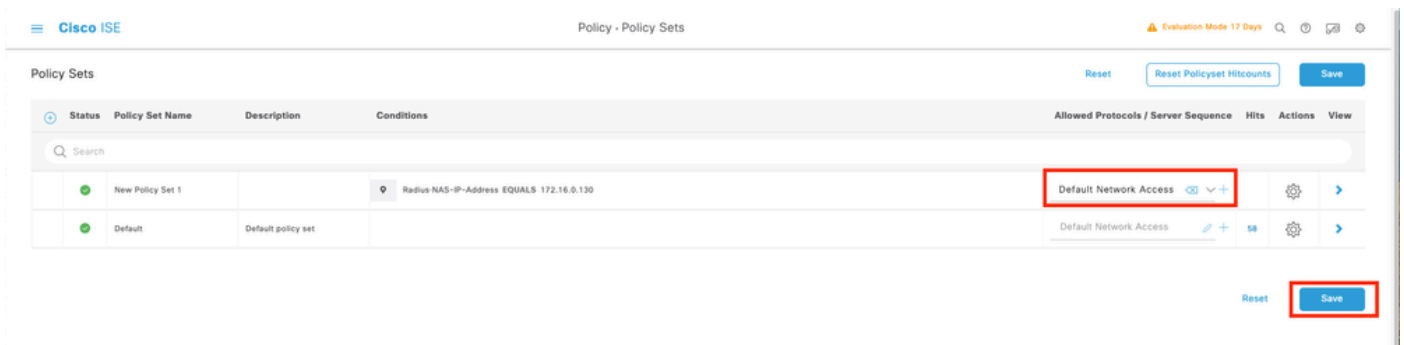 Cisco ISE
Policy · Policy Sets
Evaluation Mode 17 Days
Policy Sets
Reset
Reset Policyset Hitcounts
Save
Status Policy Set Name Description Conditions Allowed Protocols / Server Sequence Hits Actions View
Search
New Policy Set 1 Radius·NAS-IP-Address EQUALS 172.16.0.130 Default Network Access
Default Default policy set Default Network Access 58
Reset Save